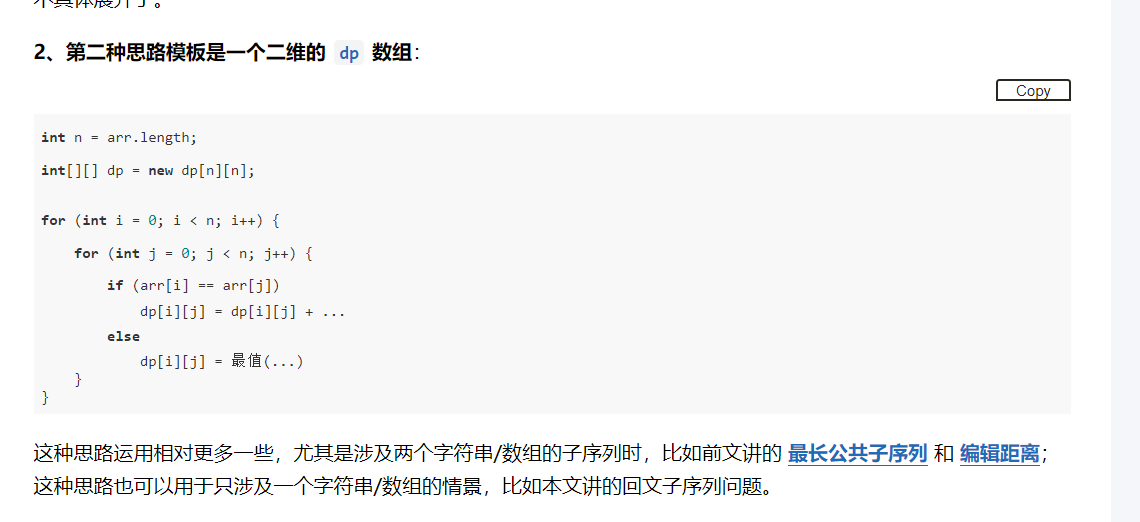 不具体展开了。
2、第二种思路模板是一个二维的 dp 数组：
Copy
int n = arr.length;
int[][] dp = new dp[n][n];
for (int i = 0; i < n; i++) {
    for (int j = 0; j < n; j++) {
        if (arr[i] == arr[j])
            dp[i][j] = dp[i][j] + ...
        else
            dp[i][j] = 最值(...)
    }
}
这种思路运用相对更多一些，尤其是涉及两个字符串/数组的子序列时，比如前文讲的 最长公共子序列 和 编辑距离；
这种思路也可以用于只涉及一个字符串/数组的情景，比如本文讲的回文子序列问题。